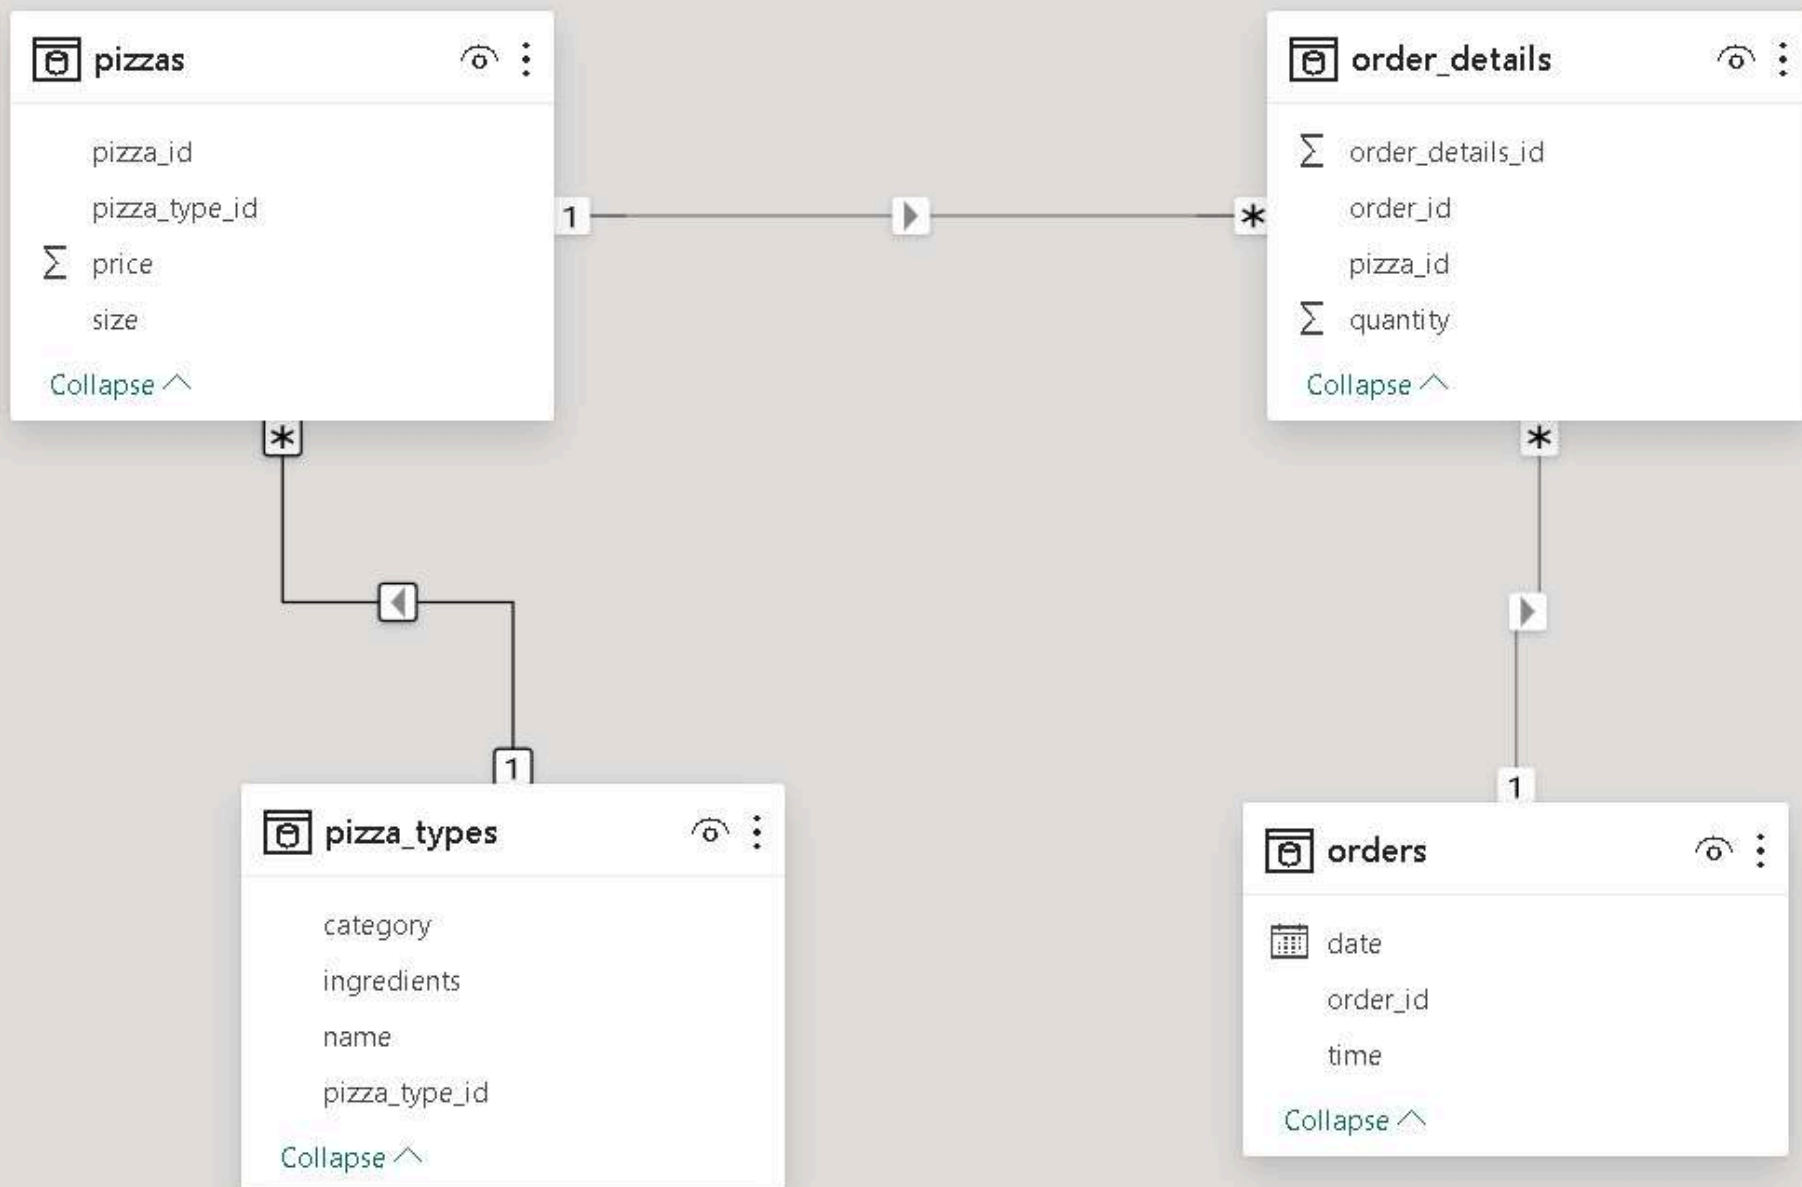 pizzas
pizza_id
pizza_type_id
Σ price
size
Collapse
1
*
order_details
Σ order_details_id
order_id
pizza_id
Σ quantity
Collapse
*
1
*
1
pizza_types
category
ingredients
name
pizza_type_id
Collapse
orders
date
order_id
time
Collapse